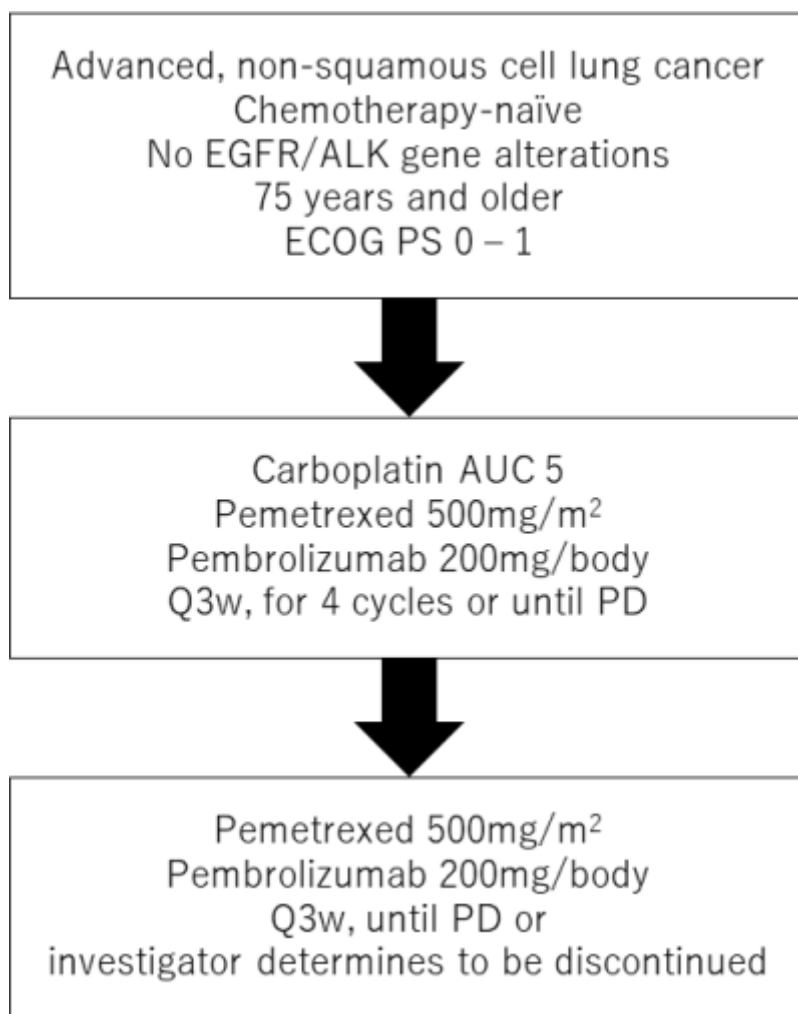 Advanced, non-squamous cell lung cancer
Chemotherapy-naïve
No EGFR/ALK gene alterations
75 years and older
ECOG PS 0 – 1
Carboplatin AUC 5
Pemetrexed 500mg/m²
Pembrolizumab 200mg/body
Q3w, for 4 cycles or until PD
Pemetrexed 500mg/m²
Pembrolizumab 200mg/body
Q3w, until PD or
investigator determines to be discontinued